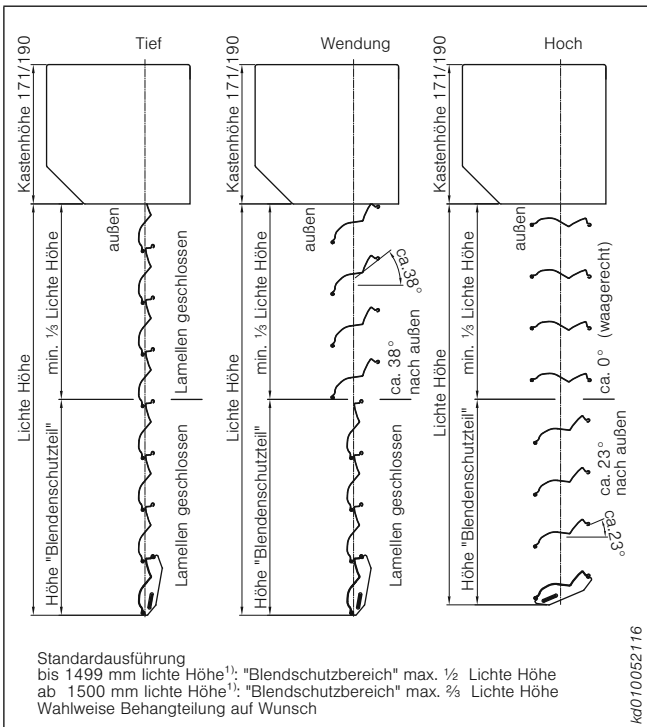 Tief
Wendung
Hoch
Kastenhöhe 171/190
außen
Lichte Höhe
min. ⅓ Lichte Höhe
Lamellen geschlossen
Höhe "Blendenschutzteil"
Lamellen geschlossen
Kastenhöhe 171/190
außen
Lichte Höhe
min. ⅓ Lichte Höhe
ca.38°
ca. 38°
nach außen
Höhe "Blendenschutzteil"
Lamellen geschlossen
Kastenhöhe 171/190
außen
Lichte Höhe
min. ⅓ Lichte Höhe
ca. 0° (waagerecht)
Höhe "Blendenschutzteil"
ca. 23°
nach außen
ca.23°
Standardausführung
bis 1499 mm lichte Höhe¹⁾: "Blendschutzbereich" max. ½ Lichte Höhe
ab 1500 mm lichte Höhe¹⁾: "Blendschutzbereich" max. ⅔ Lichte Höhe
Wahlweise Behangteilung auf Wunsch
kd010052116